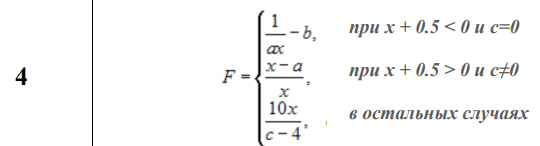 4
F = { 1/ax − b, при x + 0.5 < 0 и c=0
(x − a)/x, при x + 0.5 > 0 и c≠0
10x/(c − 4), в остальных случаях